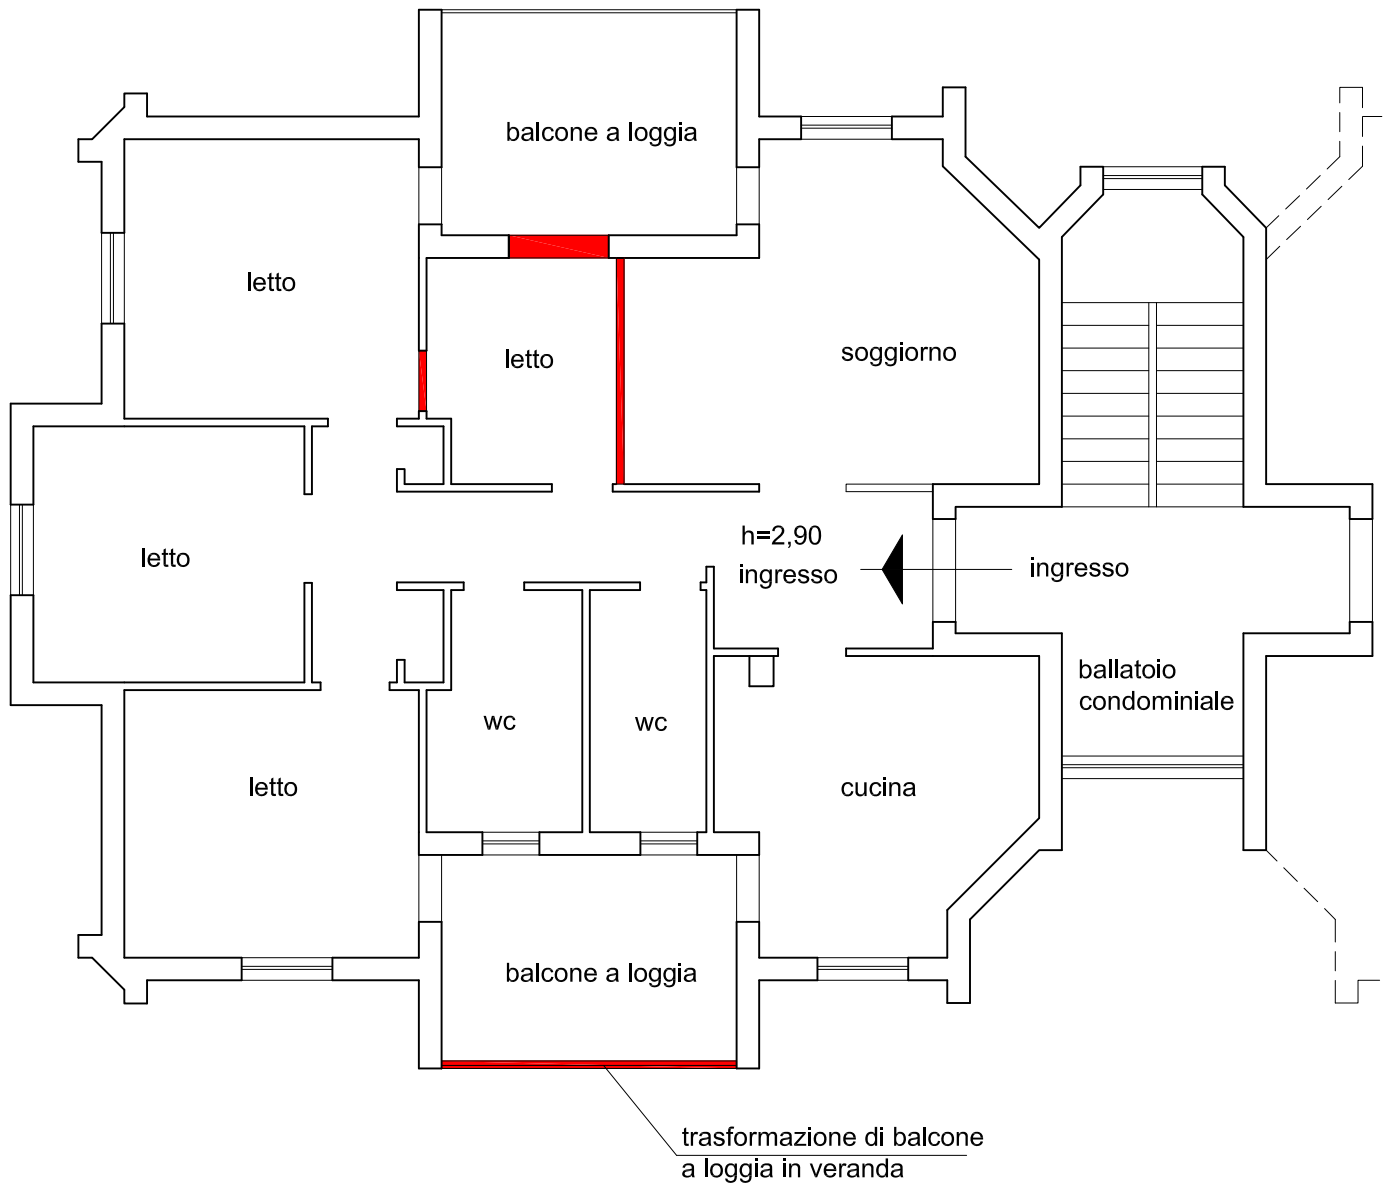 balcone a loggia
letto
letto
soggiorno
h=2,90
ingresso
ingresso
letto
ballatoio
condominiale
wc
wc
letto
cucina
balcone a loggia
trasformazione di balcone
a loggia in veranda